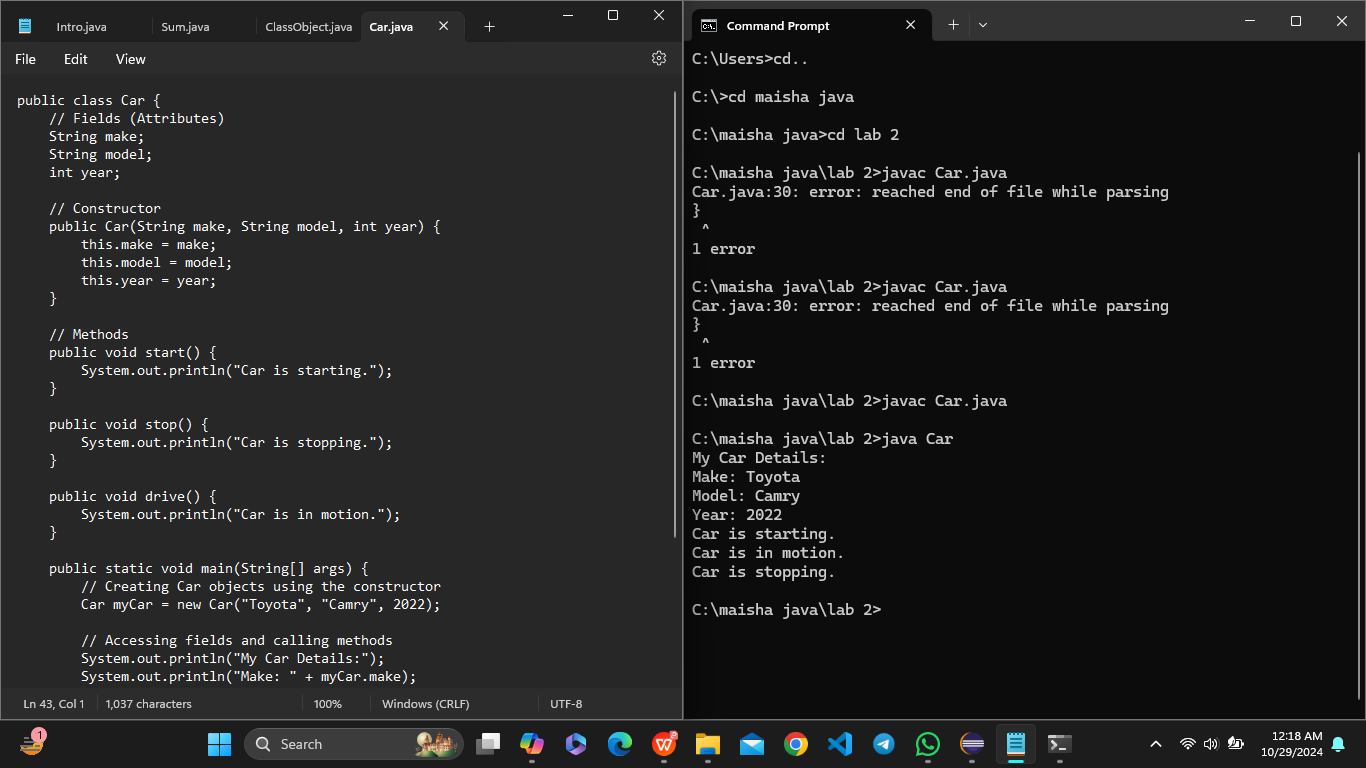 Intro.java
Sum.java
ClassObject.java
Car.java
File
Edit
View
public class Car {
    // Fields (Attributes)
    String make;
    String model;
    int year;
    // Constructor
    public Car(String make, String model, int year) {
        this.make = make;
        this.model = model;
        this.year = year;
    }
    // Methods
    public void start() {
        System.out.println("Car is starting.");
    }
    public void stop() {
        System.out.println("Car is stopping.");
    }
    public void drive() {
        System.out.println("Car is in motion.");
    }
    public static void main(String[] args) {
        // Creating Car objects using the constructor
        Car myCar = new Car("Toyota", "Camry", 2022);
        // Accessing fields and calling methods
        System.out.println("My Car Details:");
        System.out.println("Make: " + myCar.make);
Ln 43, Col 1
1,037 characters
100%
Windows (CRLF)
UTF-8
Command Prompt
C:\Users>cd..
C:\>cd maisha java
C:\maisha java>cd lab 2
C:\maisha java\lab 2>javac Car.java
Car.java:30: error: reached end of file while parsing
}
 ^
1 error
C:\maisha java\lab 2>javac Car.java
Car.java:30: error: reached end of file while parsing
}
 ^
1 error
C:\maisha java\lab 2>javac Car.java
C:\maisha java\lab 2>java Car
My Car Details:
Make: Toyota
Model: Camry
Year: 2022
Car is starting.
Car is in motion.
Car is stopping.
C:\maisha java\lab 2>
1
Search
12:18 AM
10/29/2024